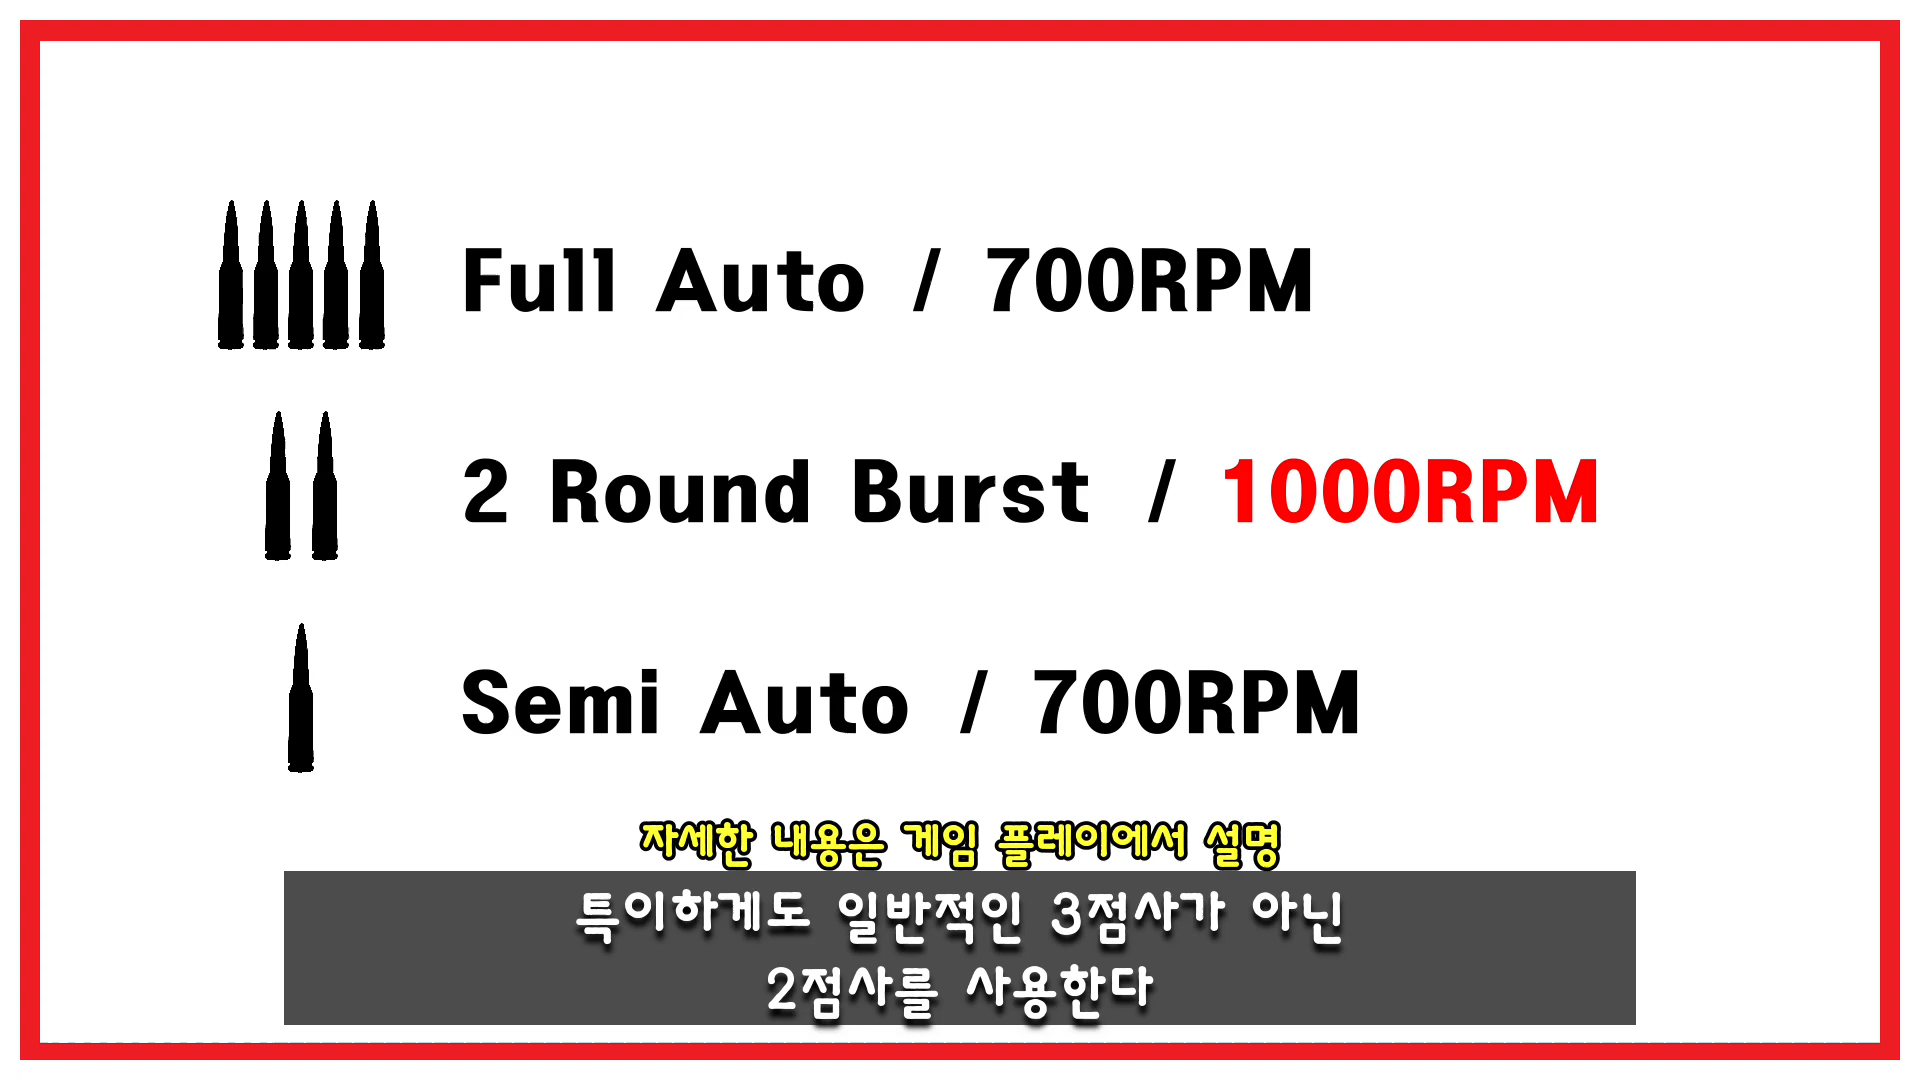 Full Auto / 700RPM
2 Round Burst / 1000RPM
Semi Auto / 700RPM
자세한 내용은 게임 플레이에서 설명
특이하게도 일반적인 3점사가 아닌
2점사를 사용한다